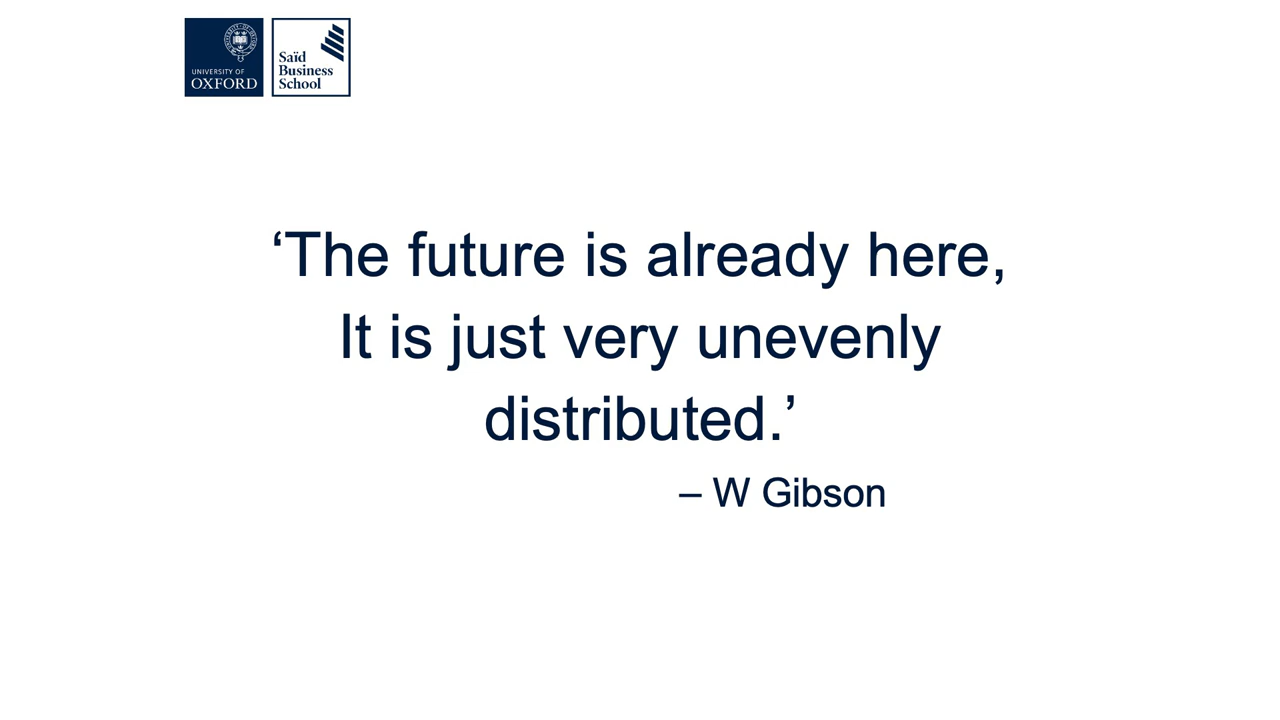 UNIVERSITY OF
OXFORD
Saïd
Business
School
‘The future is already here,
It is just very unevenly
distributed.’
– W Gibson